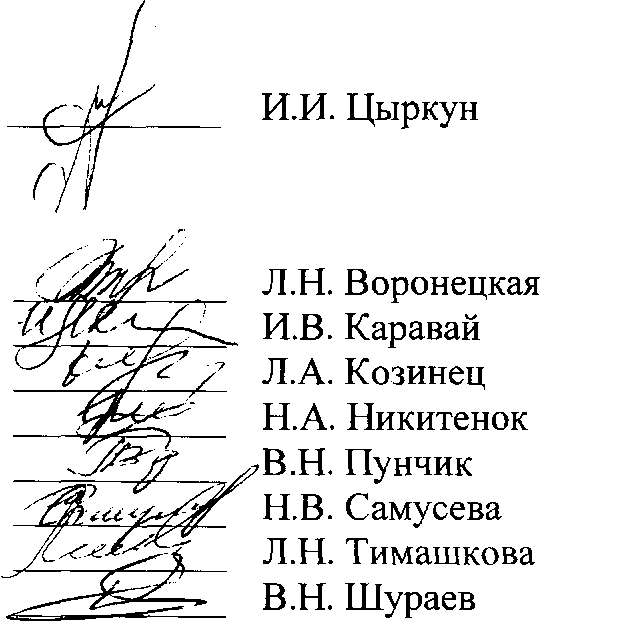 И.И. Цыркун
Л.Н. Воронецкая
И.В. Каравай
Л.А. Козинец
Н.А. Никитенок
В.Н. Пунчик
Н.В. Самусева
Л.Н. Тимашкова
В.Н. Шураев